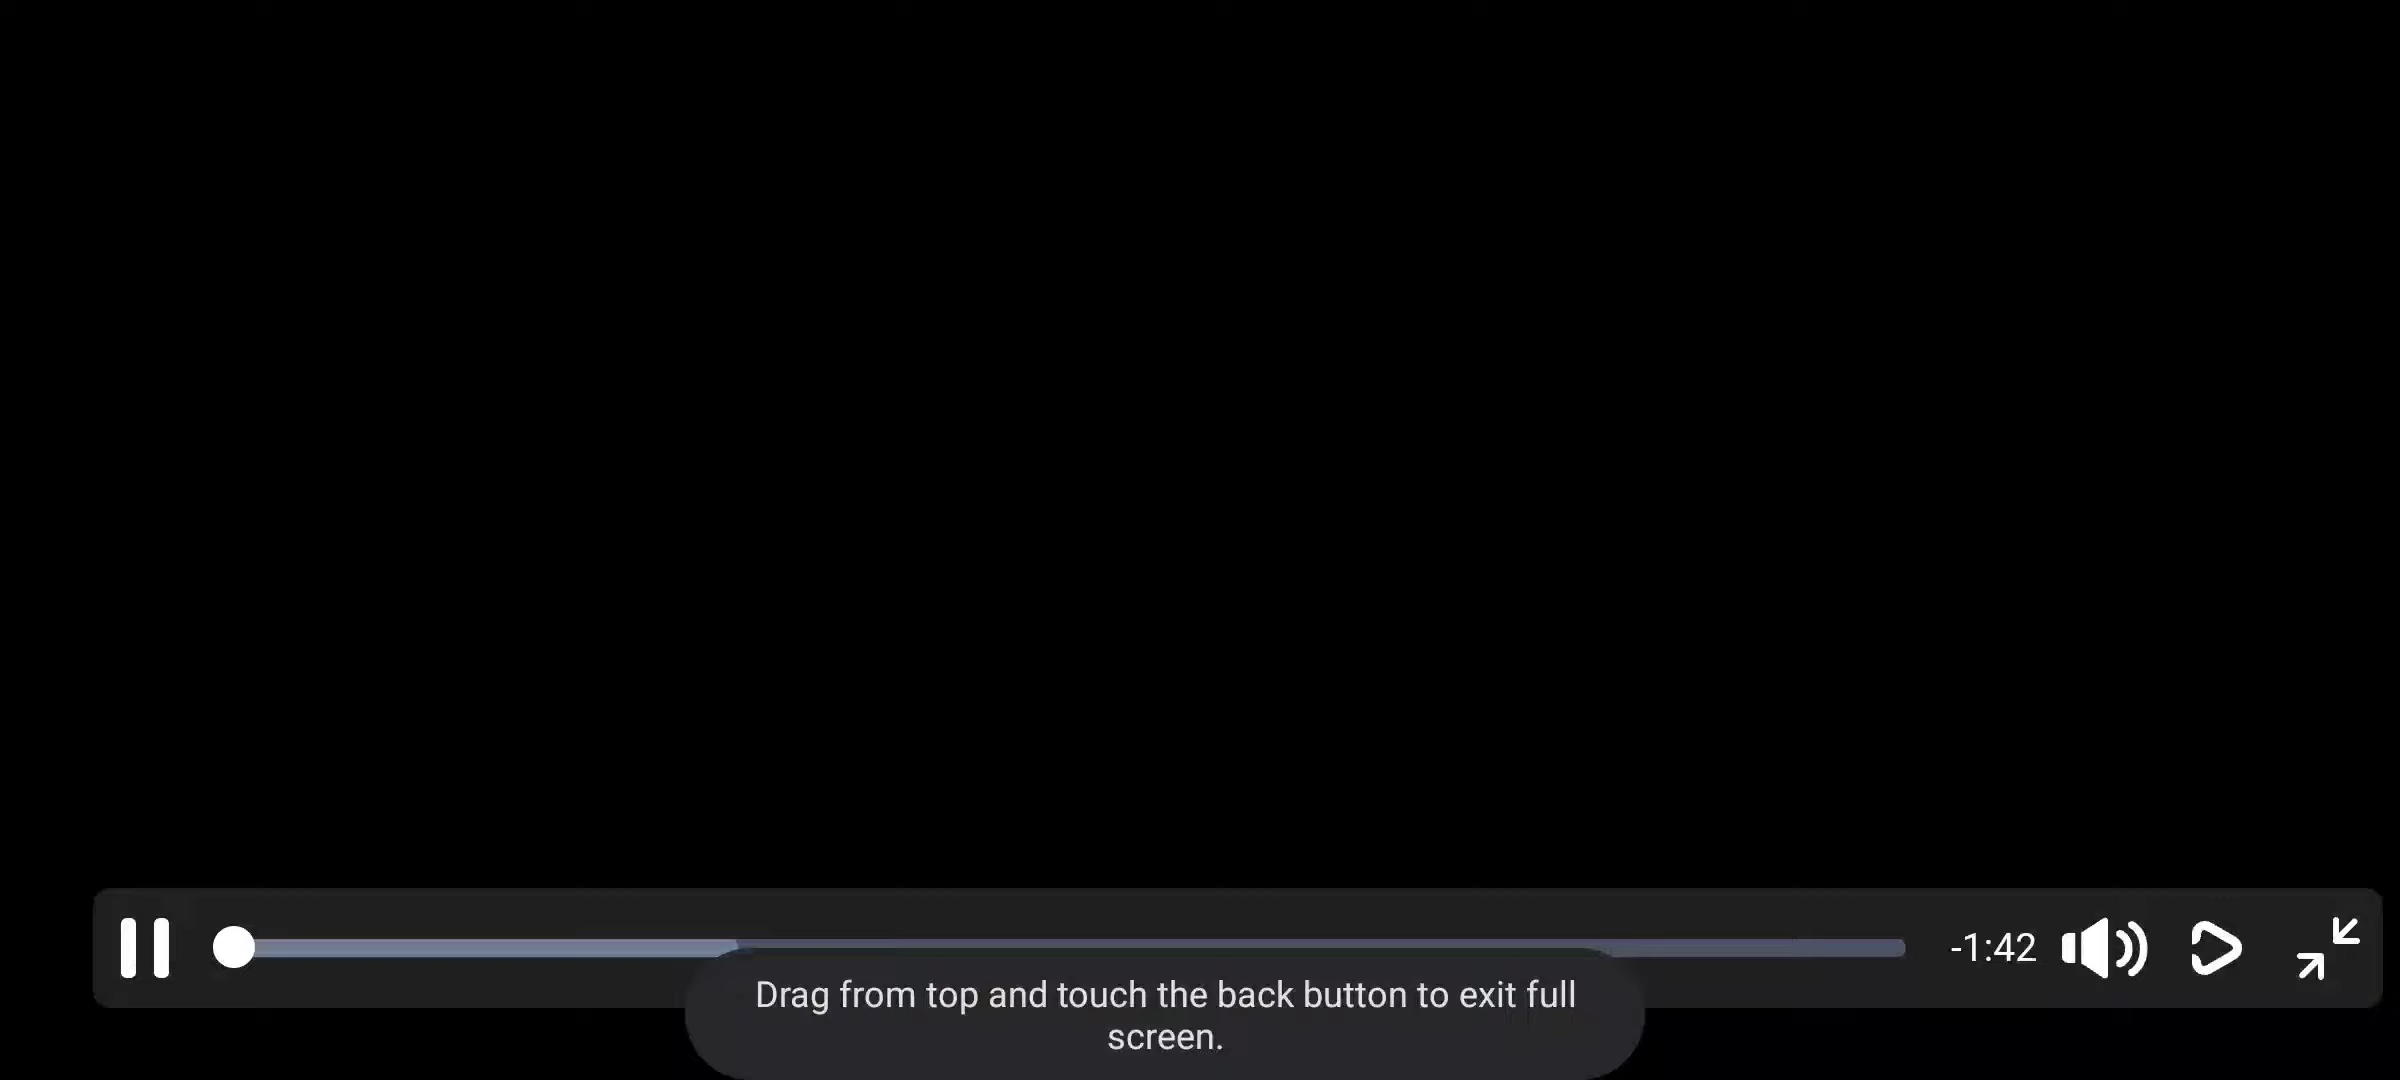 -1:42
Drag from top and touch the back button to exit full
screen.